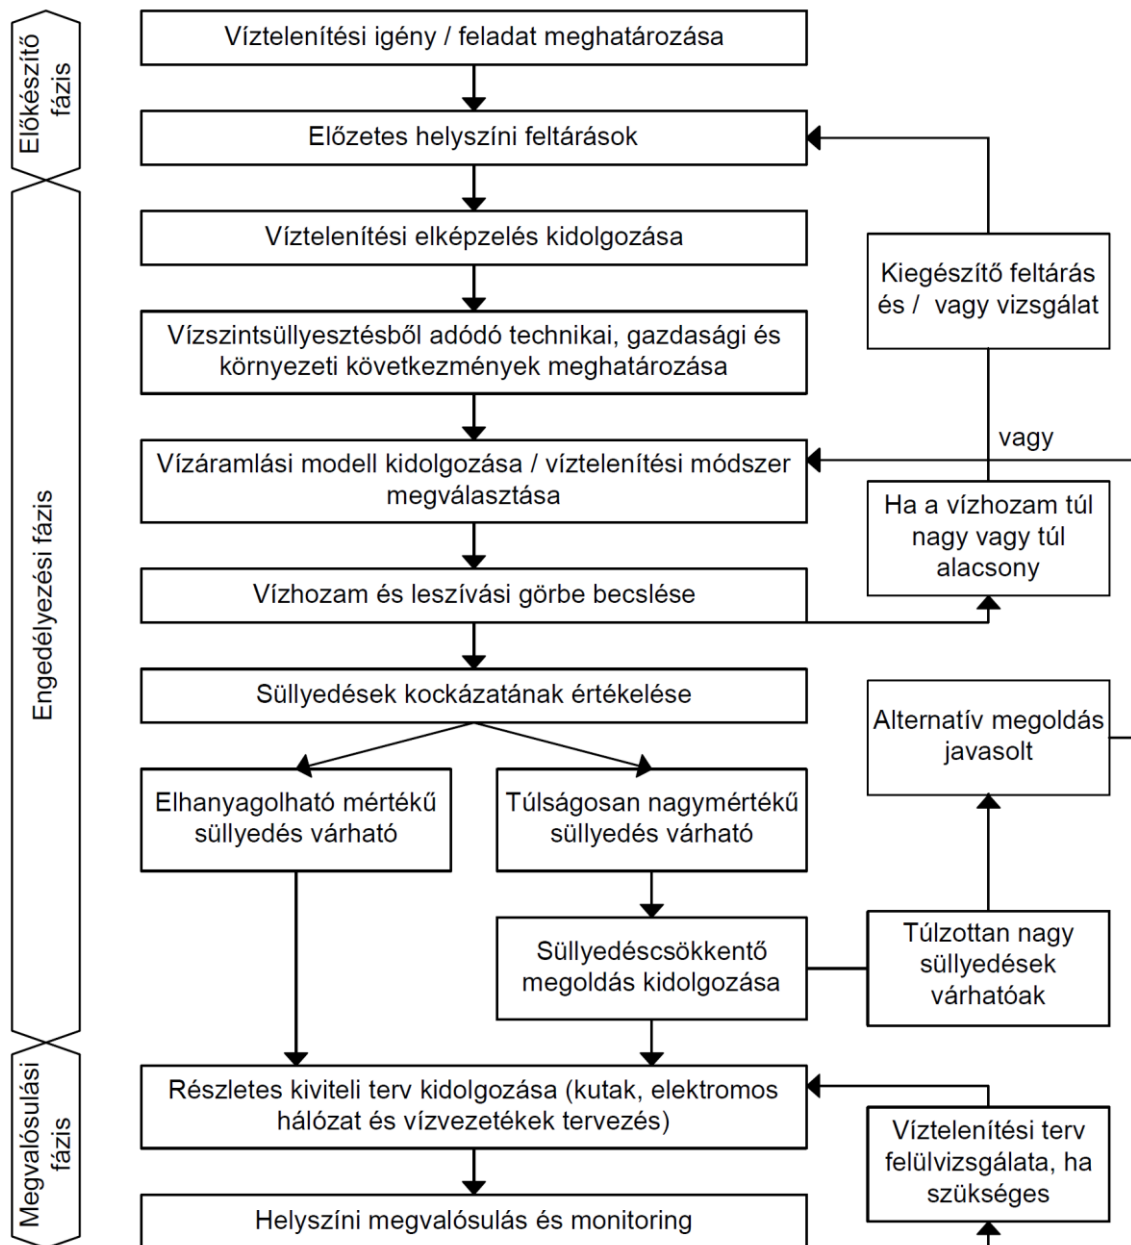 Előkészítő
fázis
Víztelenítési igény / feladat meghatározása
Előzetes helyszíni feltárások
Engedélyezési fázis
Víztelenítési elképzelés kidolgozása
Kiegészítő feltárás
és / vagy vizsgálat
Vízszintsüllyesztésből adódó technikai, gazdasági és
környezeti következmények meghatározása
vagy
Vízáramlási modell kidolgozása / víztelenítési módszer
megválasztása
Ha a vízhozam túl
nagy vagy túl
alacsony
Vízhozam és leszívási görbe becslése
Süllyedések kockázatának értékelése
Alternatív megoldás
javasolt
Elhanyagolható mértékű
süllyedés várható
Túlságosan nagymértékű
süllyedés várható
Süllyedéscsökkentő
megoldás kidolgozása
Túlzottan nagy
süllyedések
várhatóak
Megvalósulási
fázis
Részletes kiviteli terv kidolgozása (kutak, elektromos
hálózat és vízvezetékek tervezés)
Víztelenítési terv
felülvizsgálata, ha
szükséges
Helyszíni megvalósulás és monitoring